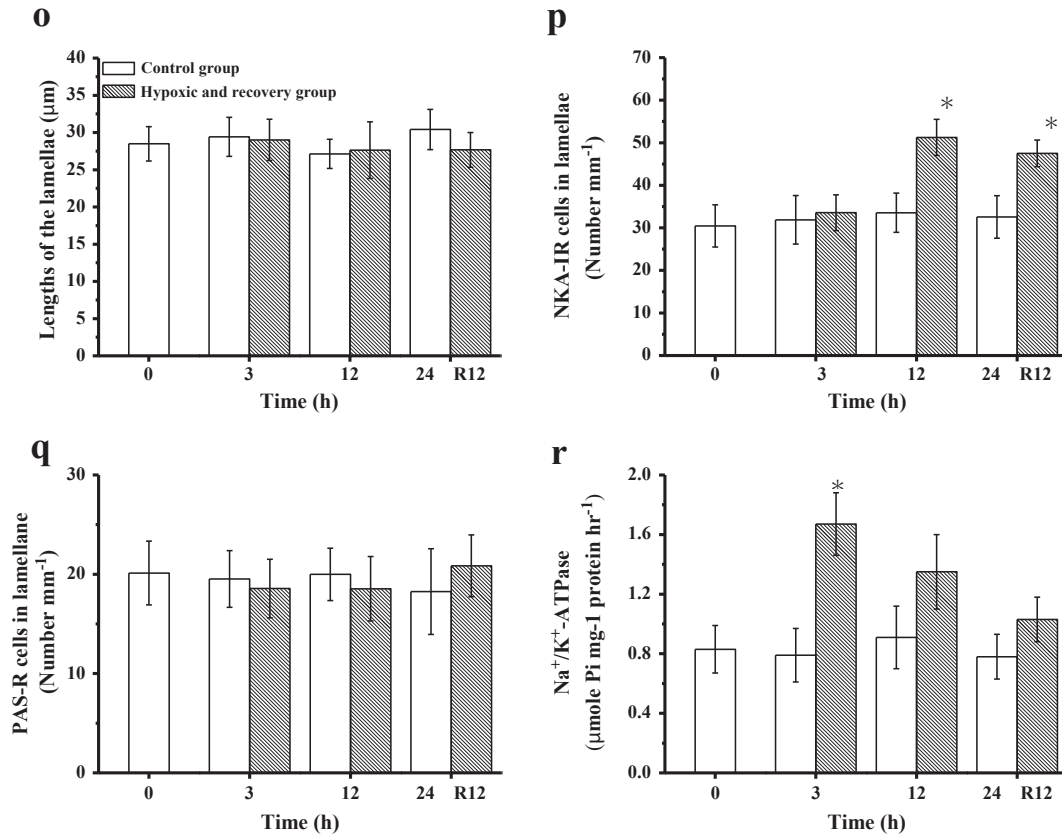 o
Lengths of the lamellae (μm)
40
35
30
25
20
15
10
5
0
Control group
Hypoxic and recovery group
0 3 12 24 R12
Time (h)
p
NKA-IR cells in lamellae
(Number mm⁻¹)
70
60
50
40
30
20
10
0
*
*
0 3 12 24 R12
Time (h)
q
PAS-R cells in lamellane
(Number mm⁻¹)
30
20
10
0
0 3 12 24 R12
Time (h)
r
Na⁺/K⁺-ATPase
(μmole Pi mg-1 protein hr⁻¹)
2.0
1.6
1.2
0.8
0.4
0.0
*
0 3 12 24 R12
Time (h)